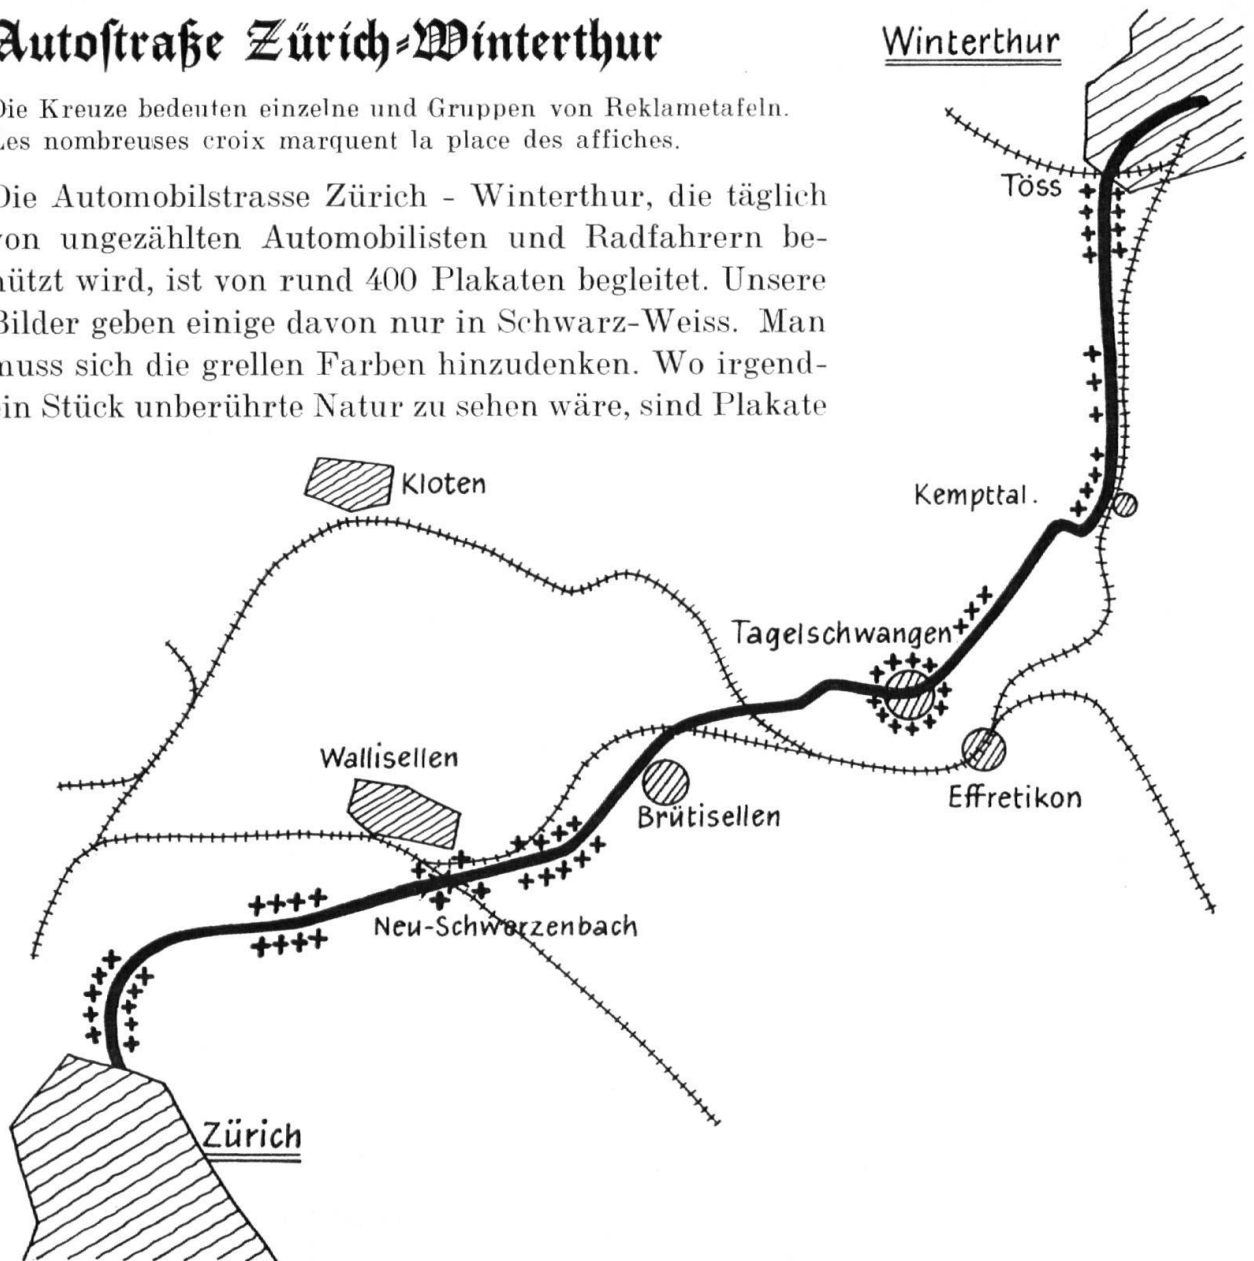 Autoſtraße Zürich-Winterthur
Die Kreuze bedeuten einzelne und Gruppen von Reklametafeln.
Les nombreuses croix marquent la place des affiches.
Die Automobilstrasse Zürich - Winterthur, die täglich
von ungezählten Automobilisten und Radfahrern be-
nützt wird, ist von rund 400 Plakaten begleitet. Unsere
Bilder geben einige davon nur in Schwarz-Weiss. Man
muss sich die grellen Farben hinzudenken. Wo irgend-
ein Stück unberührte Natur zu sehen wäre, sind Plakate
Winterthur
Töss
Kloten
Kempttal.
Tagelschwangen
Wallisellen
Effretikon
Brütisellen
Neu-Schwarzenbach
Zürich